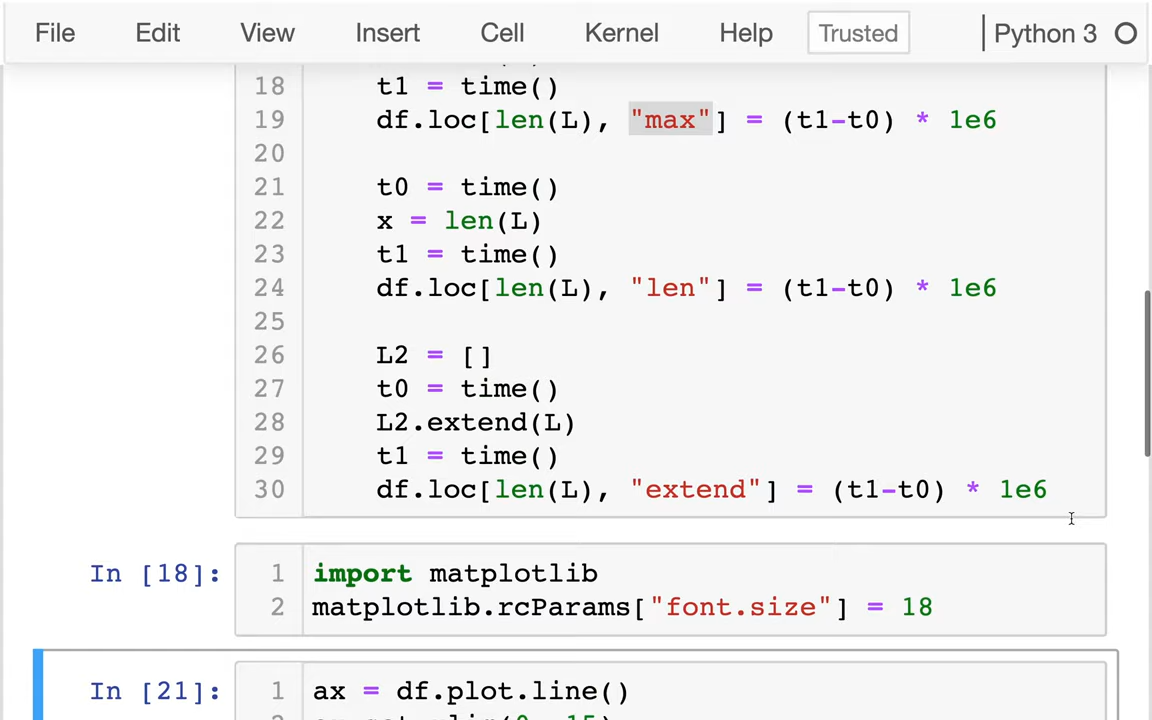 File Edit View Insert Cell Kernel Help Trusted Python 3
18 t1 = time()
19 df.loc[len(L), "max"] = (t1-t0) * 1e6
20
21 t0 = time()
22 x = len(L)
23 t1 = time()
24 df.loc[len(L), "len"] = (t1-t0) * 1e6
25
26 L2 = []
27 t0 = time()
28 L2.extend(L)
29 t1 = time()
30 df.loc[len(L), "extend"] = (t1-t0) * 1e6
In [18]: 1 import matplotlib
2 matplotlib.rcParams["font.size"] = 18
In [21]: 1 ax = df.plot.line()